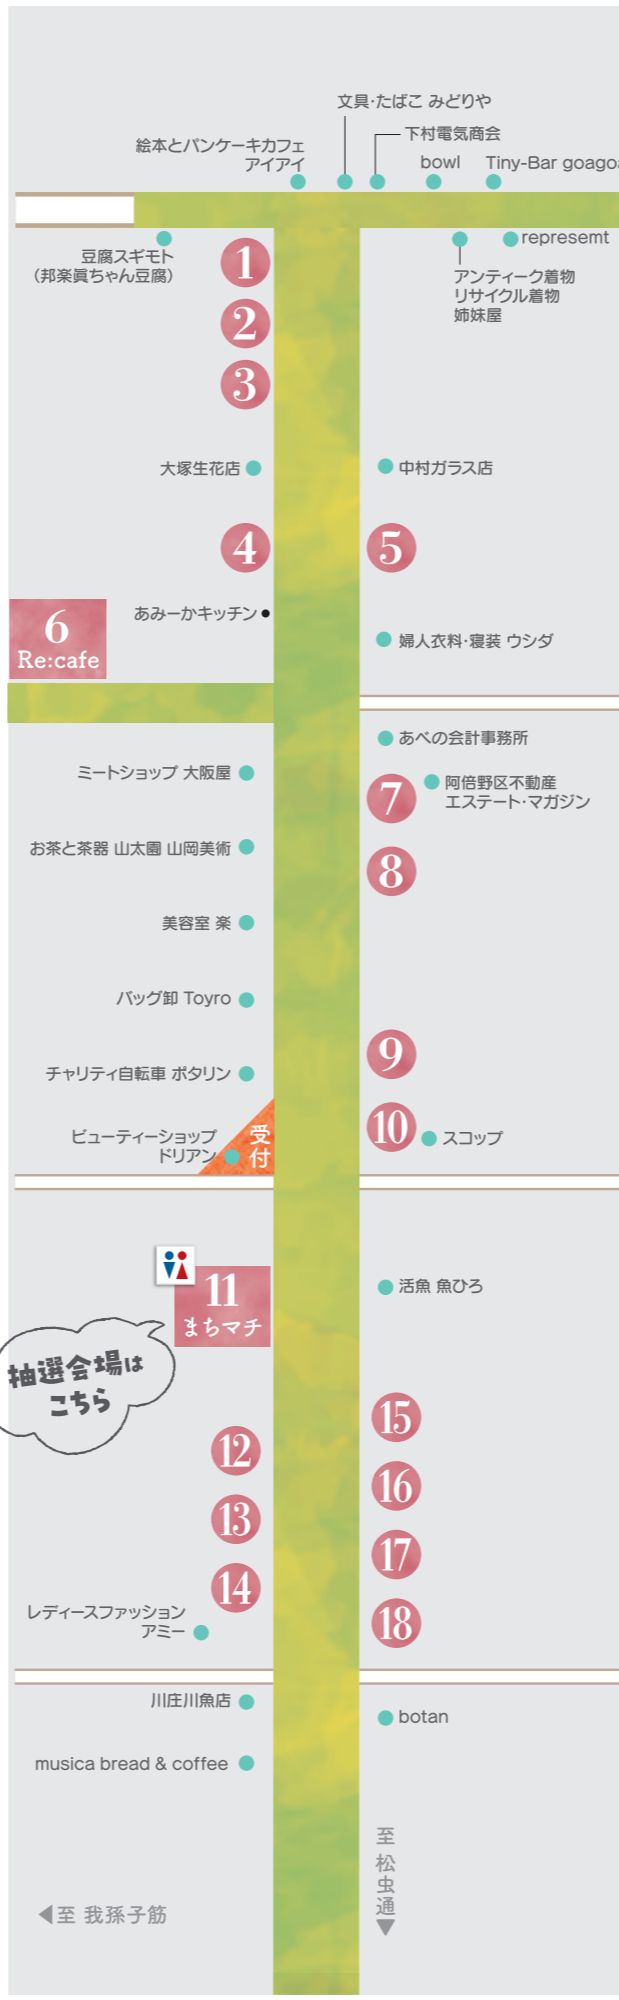 文具・たばこ みどりや
下村電気商会
絵本とパンケーキカフェ
アイアイ
bowl
Tiny-Bar goago
豆腐スギモト
（邦楽眞ちゃん豆腐）
represemt
アンティーク着物
リサイクル着物
姉妹屋
1
2
3
大塚生花店
中村ガラス店
4
5
6
Re:cafe
あみーかキッチン
婦人衣料・寝装 ウシダ
あべの会計事務所
ミートショップ 大阪屋
7
阿倍野区不動産
エステート・マガジン
お茶と茶器 山太園 山岡美術
8
美容室 楽
バッグ卸 Toyro
9
チャリティ自転車 ポタリン
10
スコップ
ビューティーショップ
ドリアン
受付
11
まちマチ
活魚 魚ひろ
抽選会場は
こちら
12
13
14
15
16
17
18
レディースファッション
アミー
川庄川魚店
botan
musica bread & coffee
至 松虫通▼
◀至 我孫子筋